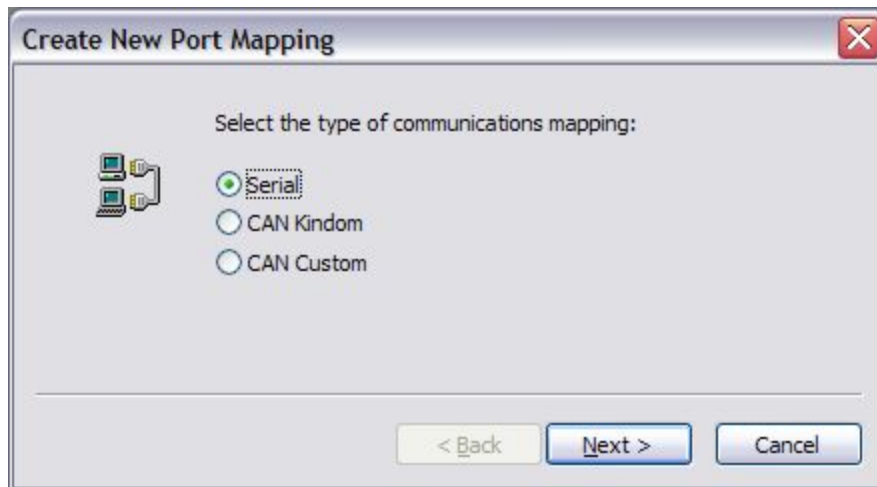 Create New Port Mapping
Select the type of communications mapping:
Serial
CAN Kindom
CAN Custom
< Back
Next >
Cancel